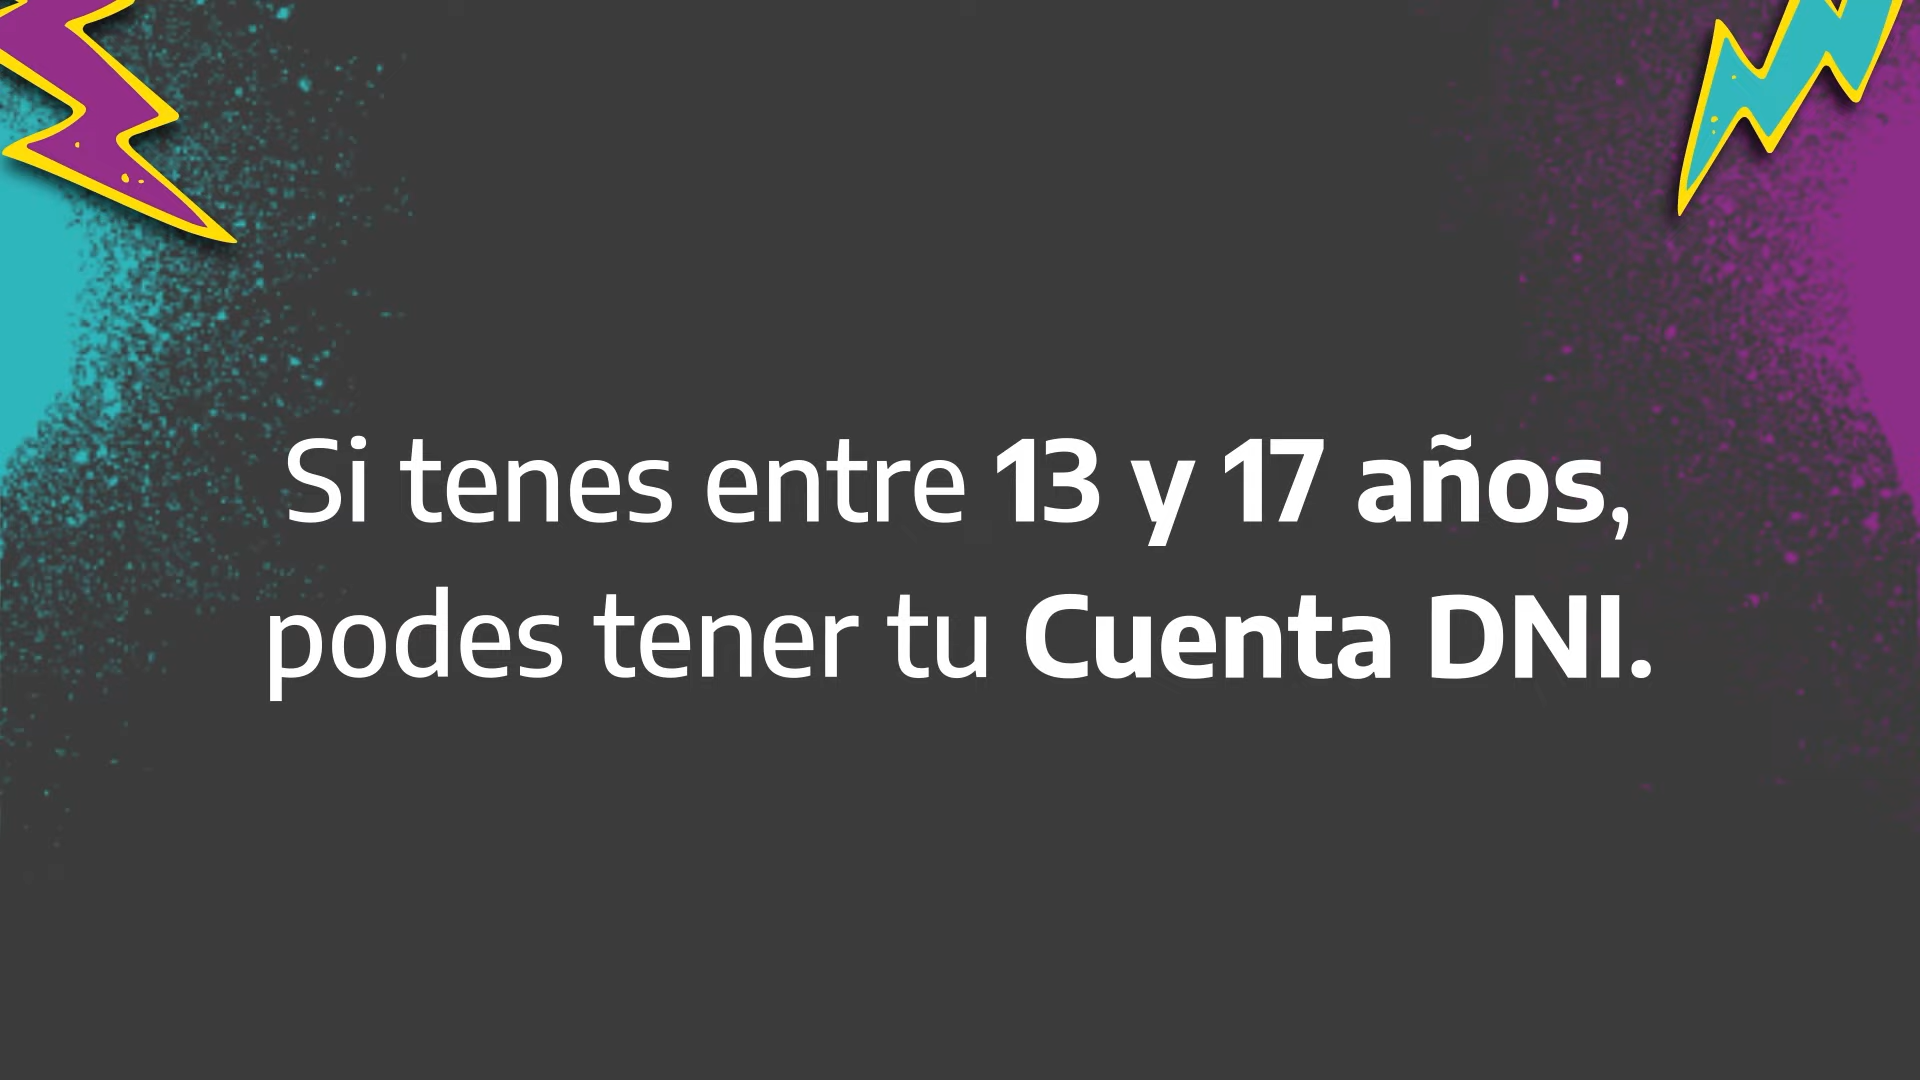 Si tenes entre 13 y 17 años,
podes tener tu Cuenta DNI.